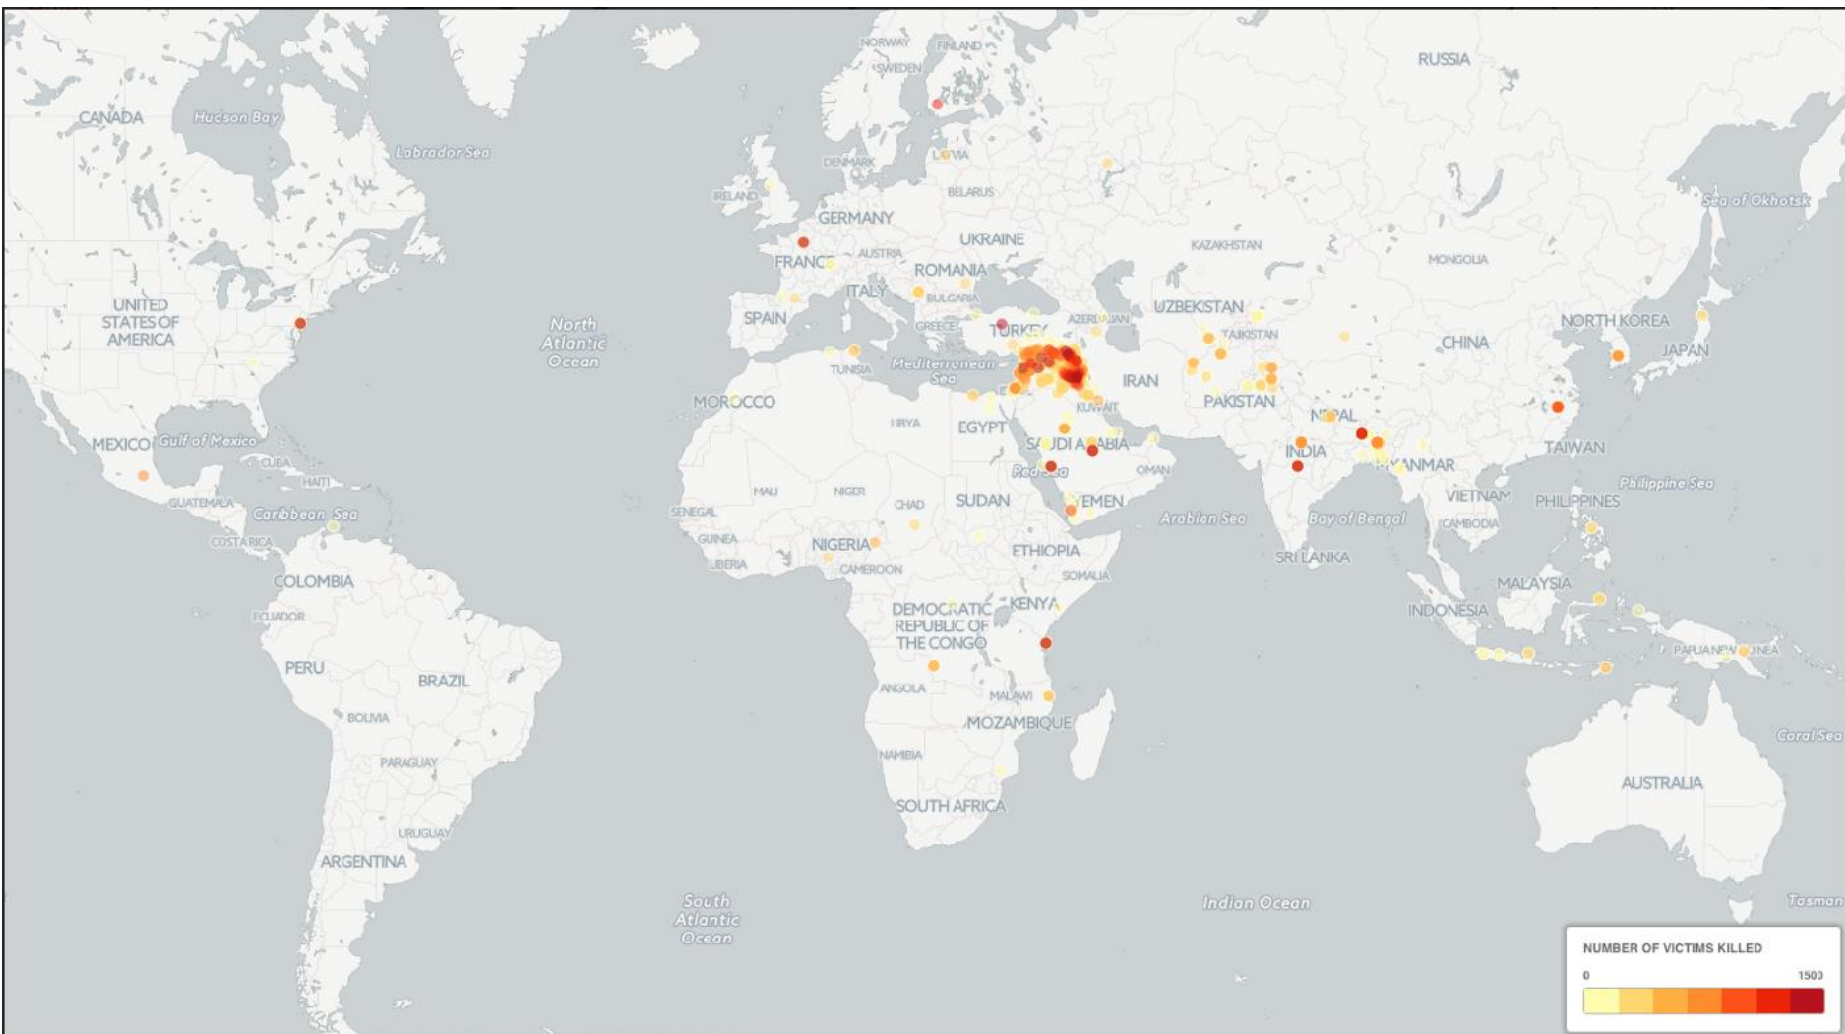 NORWAY
FINLAND
SWEDEN
RUSSIA
CANADA
Hudson Bay
Labrador Sea
DENMARK
IRELAND
BELARUS
Sea of Okhotsk
GERMANY
UKRAINE
KAZAKHSTAN
FRANCE
AUSTRIA
ROMANIA
MONGOLIA
ITALY
BULGARIA
UZBEKISTAN
UNITED
STATES OF
AMERICA
North
Atlantic
Ocean
SPAIN
GREECE
TURKEY
TAJIKISTAN
NORTH KOREA
CHINA
JAPAN
TUNISIA
Mediterranean
Sea
IRAN
MOROCCO
KUWAIT
PAKISTAN
NEPAL
EGYPT
MEXICO
Gulf of Mexico
SAUDI ARABIA
INDIA
TAIWAN
CUBA
HAITI
Red Sea
OMAN
MYANMAR
MALI
NIGER
CHAD
SUDAN
YEMEN
VIETNAM
PHILIPPINES
Philippine Sea
GUATEMALA
Caribbean Sea
SENEGAL
Arabian Sea
Bay of Bengal
CAMBODIA
COSTA RICA
GUINEA
NIGERIA
ETHIOPIA
SRI LANKA
CAMEROON
SOMALIA
COLOMBIA
MALAYSIA
DEMOCRATIC
REPUBLIC OF
THE CONGO
KENYA
INDONESIA
PERU
BRAZIL
ANGOLA
MALAWI
BOLIVIA
MOZAMBIQUE
Coral Sea
NAMIBIA
PARAGUAY
AUSTRALIA
SOUTH AFRICA
URUGUAY
ARGENTINA
South
Atlantic
Ocean
Indian Ocean
Tasman
NUMBER OF VICTIMS KILLED
0 1500